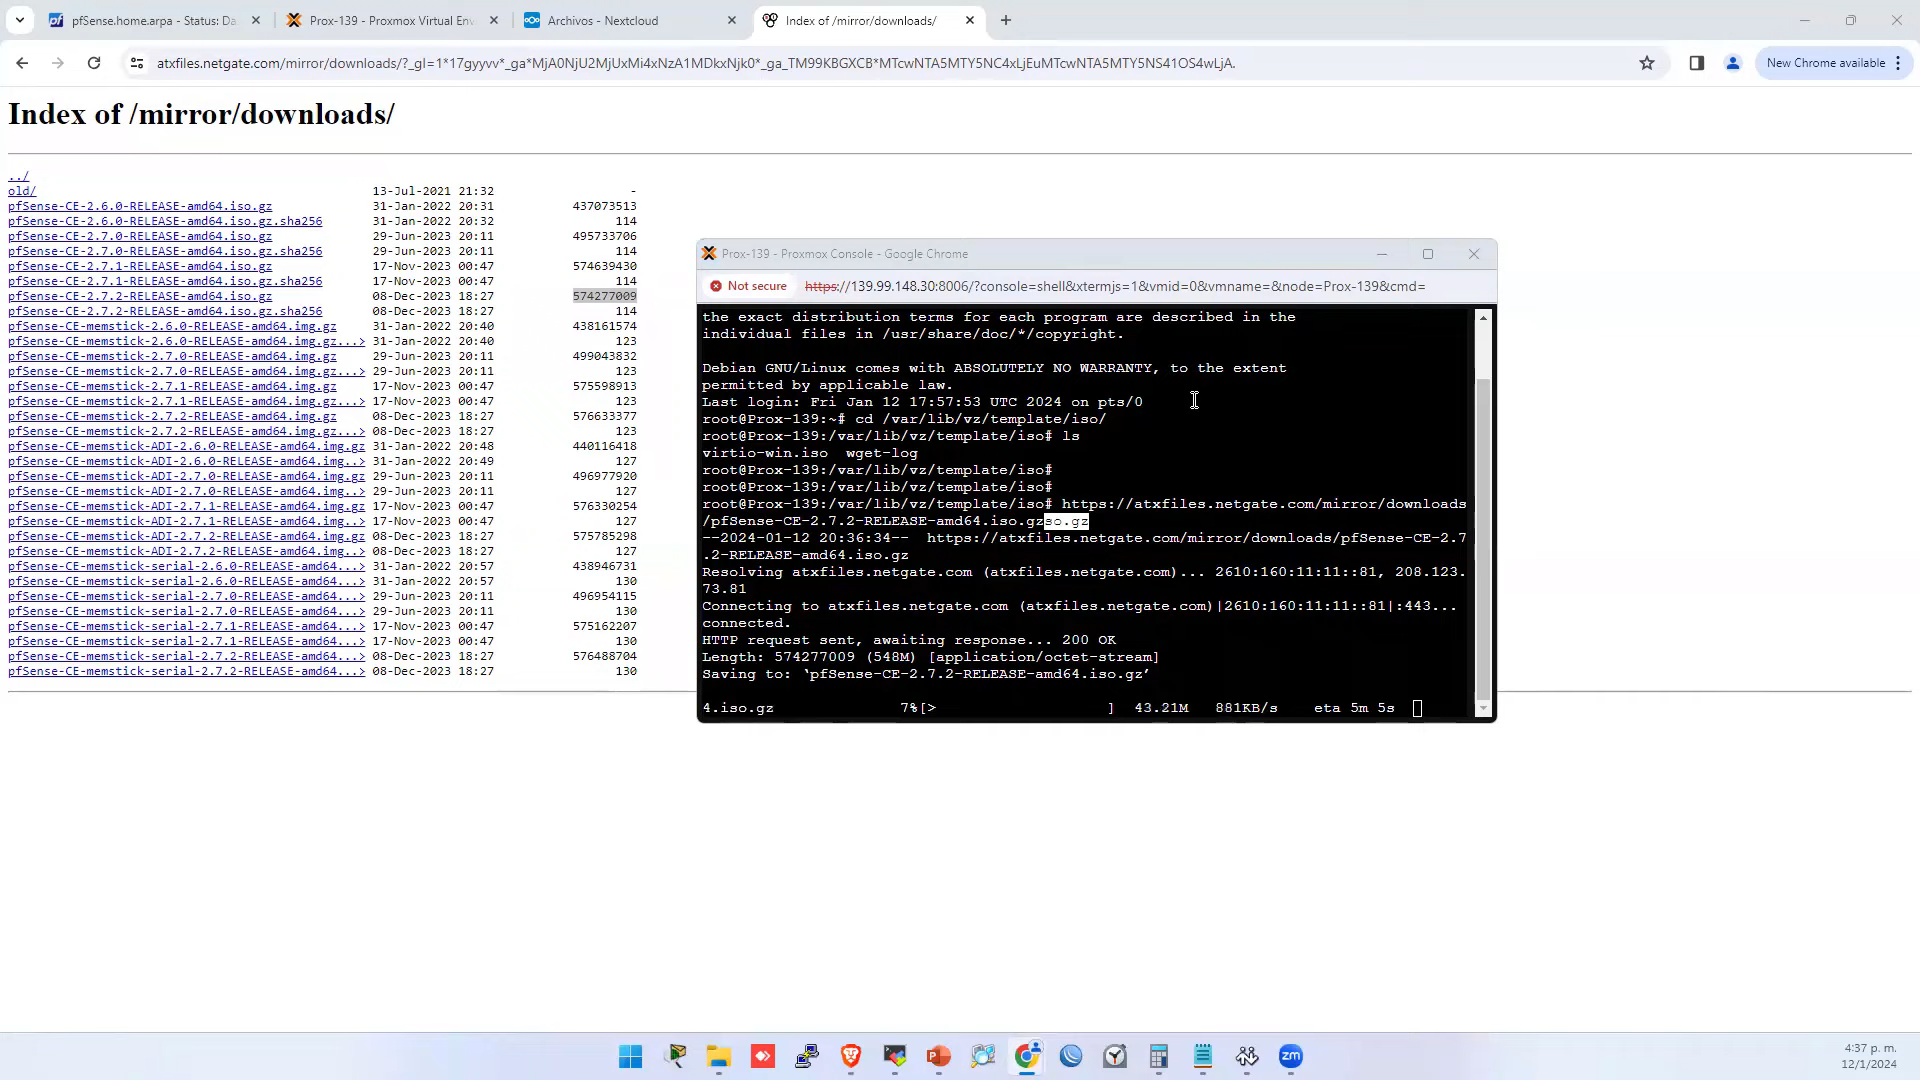 pfSense.home.arpa - Status: Da
Prox-139 - Proxmox Virtual Env
Archivos - Nextcloud
Index of /mirror/downloads/
atxfiles.netgate.com/mirror/downloads/?_gl=1*17gyyvv*_ga*MjA0NjU2MjUxMi4xNzA1MDkxNjk0*_ga_TM99KBGXCB*MTcwNTA5MTY5NC4xLjEuMTcwNTA5MTY5NS41OS4wLjA.
New Chrome available
Index of /mirror/downloads/
../
old/ 13-Jul-2021 21:32 -
pfSense-CE-2.6.0-RELEASE-amd64.iso.gz 31-Jan-2022 20:31 437073513
pfSense-CE-2.6.0-RELEASE-amd64.iso.gz.sha256 31-Jan-2022 20:32 114
pfSense-CE-2.7.0-RELEASE-amd64.iso.gz 29-Jun-2023 20:11 495733706
pfSense-CE-2.7.0-RELEASE-amd64.iso.gz.sha256 29-Jun-2023 20:11 114
pfSense-CE-2.7.1-RELEASE-amd64.iso.gz 17-Nov-2023 00:47 574639430
pfSense-CE-2.7.1-RELEASE-amd64.iso.gz.sha256 17-Nov-2023 00:47 114
pfSense-CE-2.7.2-RELEASE-amd64.iso.gz 08-Dec-2023 18:27 574277009
pfSense-CE-2.7.2-RELEASE-amd64.iso.gz.sha256 08-Dec-2023 18:27 114
pfSense-CE-memstick-2.6.0-RELEASE-amd64.img.gz 31-Jan-2022 20:40 438161574
pfSense-CE-memstick-2.6.0-RELEASE-amd64.img.gz...> 31-Jan-2022 20:40 123
pfSense-CE-memstick-2.7.0-RELEASE-amd64.img.gz 29-Jun-2023 20:11 499043832
pfSense-CE-memstick-2.7.0-RELEASE-amd64.img.gz...> 29-Jun-2023 20:11 123
pfSense-CE-memstick-2.7.1-RELEASE-amd64.img.gz 17-Nov-2023 00:47 575598913
pfSense-CE-memstick-2.7.1-RELEASE-amd64.img.gz...> 17-Nov-2023 00:47 123
pfSense-CE-memstick-2.7.2-RELEASE-amd64.img.gz 08-Dec-2023 18:27 576633377
pfSense-CE-memstick-2.7.2-RELEASE-amd64.img.gz...> 08-Dec-2023 18:27 123
pfSense-CE-memstick-ADI-2.6.0-RELEASE-amd64.img.gz 31-Jan-2022 20:48 440116418
pfSense-CE-memstick-ADI-2.6.0-RELEASE-amd64.img..> 31-Jan-2022 20:49 127
pfSense-CE-memstick-ADI-2.7.0-RELEASE-amd64.img.gz 29-Jun-2023 20:11 496977920
pfSense-CE-memstick-ADI-2.7.0-RELEASE-amd64.img..> 29-Jun-2023 20:11 127
pfSense-CE-memstick-ADI-2.7.1-RELEASE-amd64.img.gz 17-Nov-2023 00:47 576330254
pfSense-CE-memstick-ADI-2.7.1-RELEASE-amd64.img..> 17-Nov-2023 00:47 127
pfSense-CE-memstick-ADI-2.7.2-RELEASE-amd64.img.gz 08-Dec-2023 18:27 575785298
pfSense-CE-memstick-ADI-2.7.2-RELEASE-amd64.img..> 08-Dec-2023 18:27 127
pfSense-CE-memstick-serial-2.6.0-RELEASE-amd64...> 31-Jan-2022 20:57 438946731
pfSense-CE-memstick-serial-2.6.0-RELEASE-amd64...> 31-Jan-2022 20:57 130
pfSense-CE-memstick-serial-2.7.0-RELEASE-amd64...> 29-Jun-2023 20:11 496954115
pfSense-CE-memstick-serial-2.7.0-RELEASE-amd64...> 29-Jun-2023 20:11 130
pfSense-CE-memstick-serial-2.7.1-RELEASE-amd64...> 17-Nov-2023 00:47 575162207
pfSense-CE-memstick-serial-2.7.1-RELEASE-amd64...> 17-Nov-2023 00:47 130
pfSense-CE-memstick-serial-2.7.2-RELEASE-amd64...> 08-Dec-2023 18:27 576488704
pfSense-CE-memstick-serial-2.7.2-RELEASE-amd64...> 08-Dec-2023 18:27 130
Prox-139 - Proxmox Console - Google Chrome
Not secure https://139.99.148.30:8006/?console=shell&xtermjs=1&vmid=0&vmname=&node=Prox-139&cmd=
the exact distribution terms for each program are described in the
individual files in /usr/share/doc/*/copyright.
Debian GNU/Linux comes with ABSOLUTELY NO WARRANTY, to the extent
permitted by applicable law.
Last login: Fri Jan 12 17:57:53 UTC 2024 on pts/0
root@Prox-139:~# cd /var/lib/vz/template/iso/
root@Prox-139:/var/lib/vz/template/iso# ls
virtio-win.iso  wget-log
root@Prox-139:/var/lib/vz/template/iso#
root@Prox-139:/var/lib/vz/template/iso#
root@Prox-139:/var/lib/vz/template/iso# https://atxfiles.netgate.com/mirror/downloads
/pfSense-CE-2.7.2-RELEASE-amd64.iso.gzso.gz
--2024-01-12 20:36:34--  https://atxfiles.netgate.com/mirror/downloads/pfSense-CE-2.7
.2-RELEASE-amd64.iso.gz
Resolving atxfiles.netgate.com (atxfiles.netgate.com)... 2610:160:11:11::81, 208.123.
73.81
Connecting to atxfiles.netgate.com (atxfiles.netgate.com)|2610:160:11:11::81|:443...
connected.
HTTP request sent, awaiting response... 200 OK
Length: 574277009 (548M) [application/octet-stream]
Saving to: ‘pfSense-CE-2.7.2-RELEASE-amd64.iso.gz’
4.iso.gz 7%[> ] 43.21M 881KB/s eta 5m 5s
zm
4:37 p. m.
12/1/2024